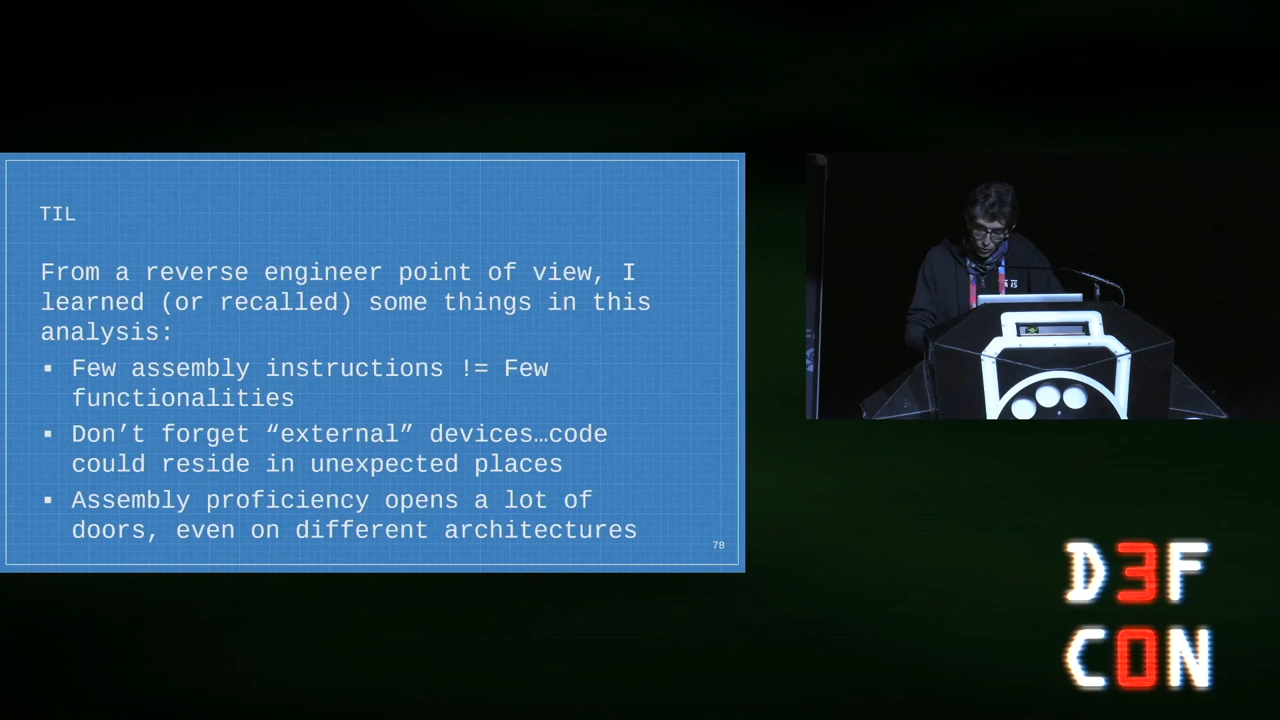 TIL
From a reverse engineer point of view, I
learned (or recalled) some things in this
analysis:
▪ Few assembly instructions != Few
functionalities
▪ Don’t forget “external” devices…code
could reside in unexpected places
▪ Assembly proficiency opens a lot of
doors, even on different architectures
78
D3F
C0N